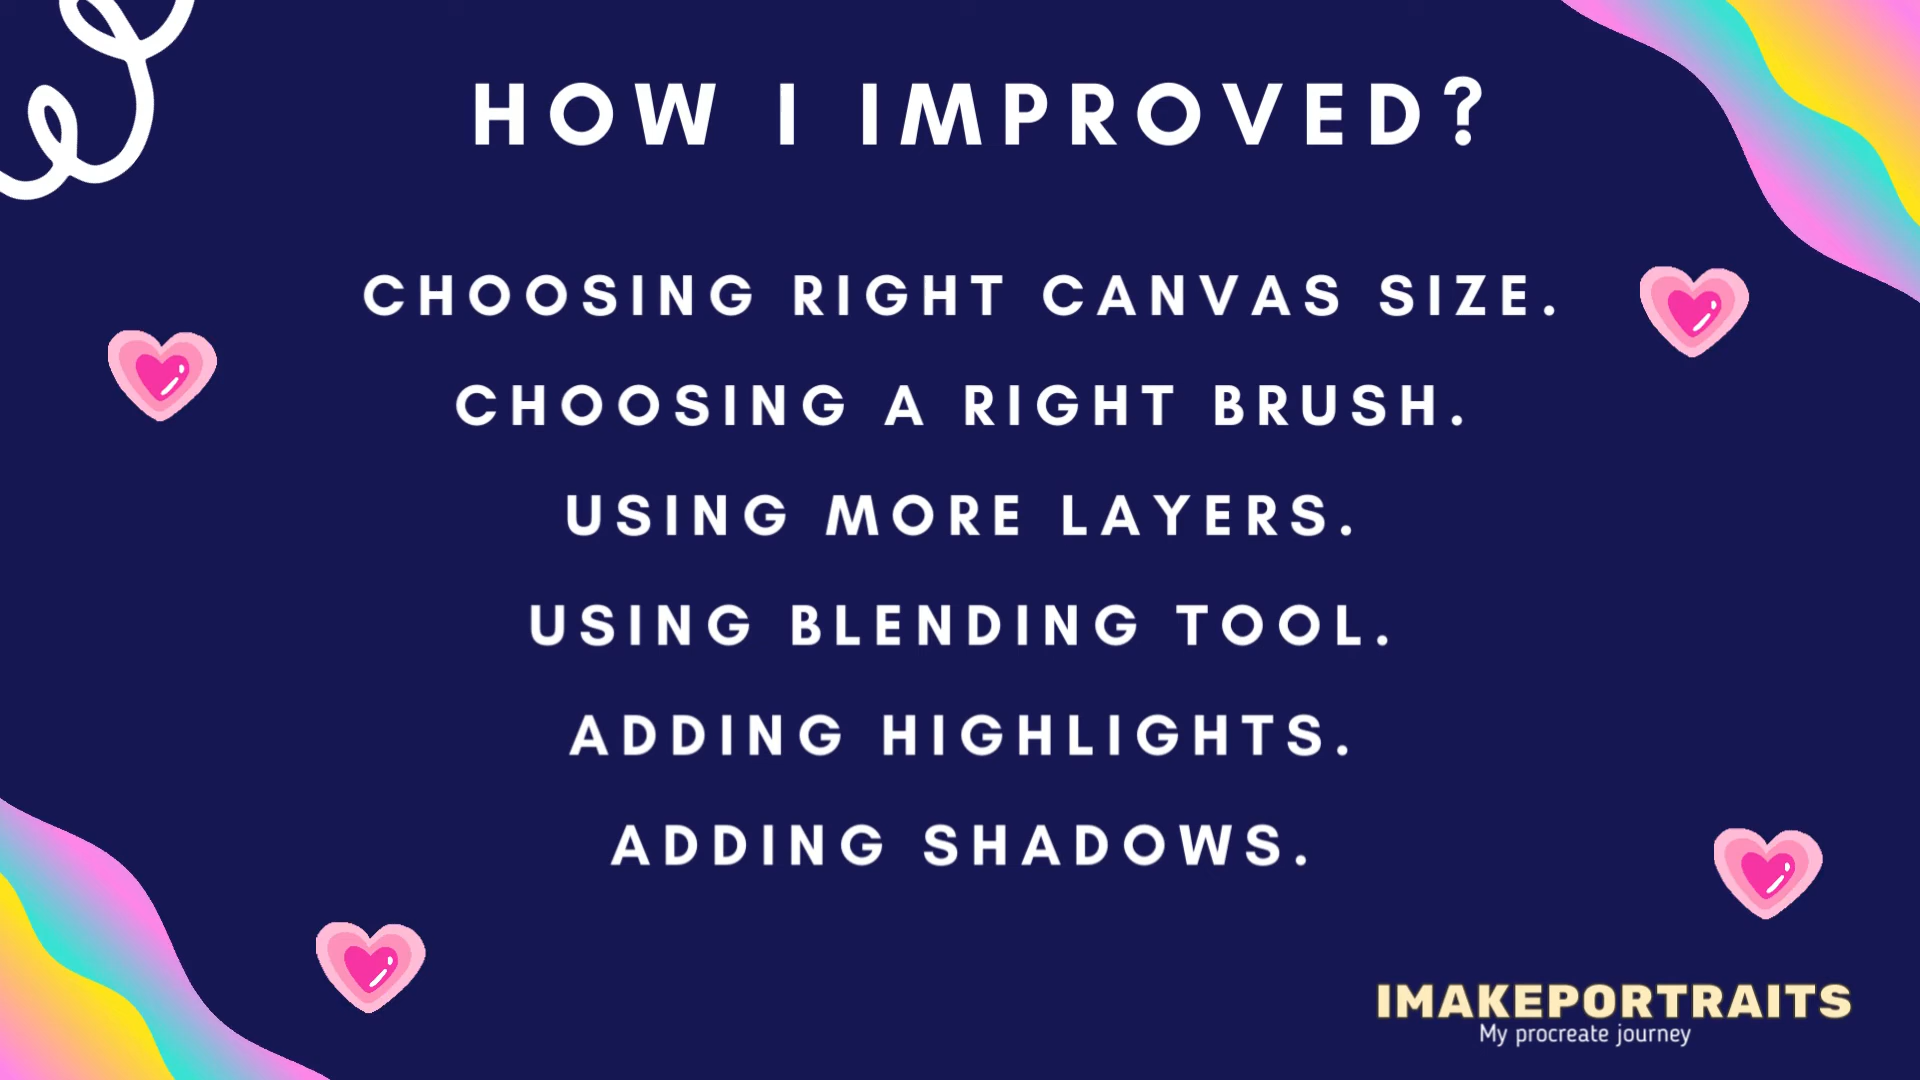 HOW I IMPROVED?
CHOOSING RIGHT CANVAS SIZE.
CHOOSING A RIGHT BRUSH.
USING MORE LAYERS.
USING BLENDING TOOL.
ADDING HIGHLIGHTS.
ADDING SHADOWS.
IMAKEPORTRAITS
My procreate journey